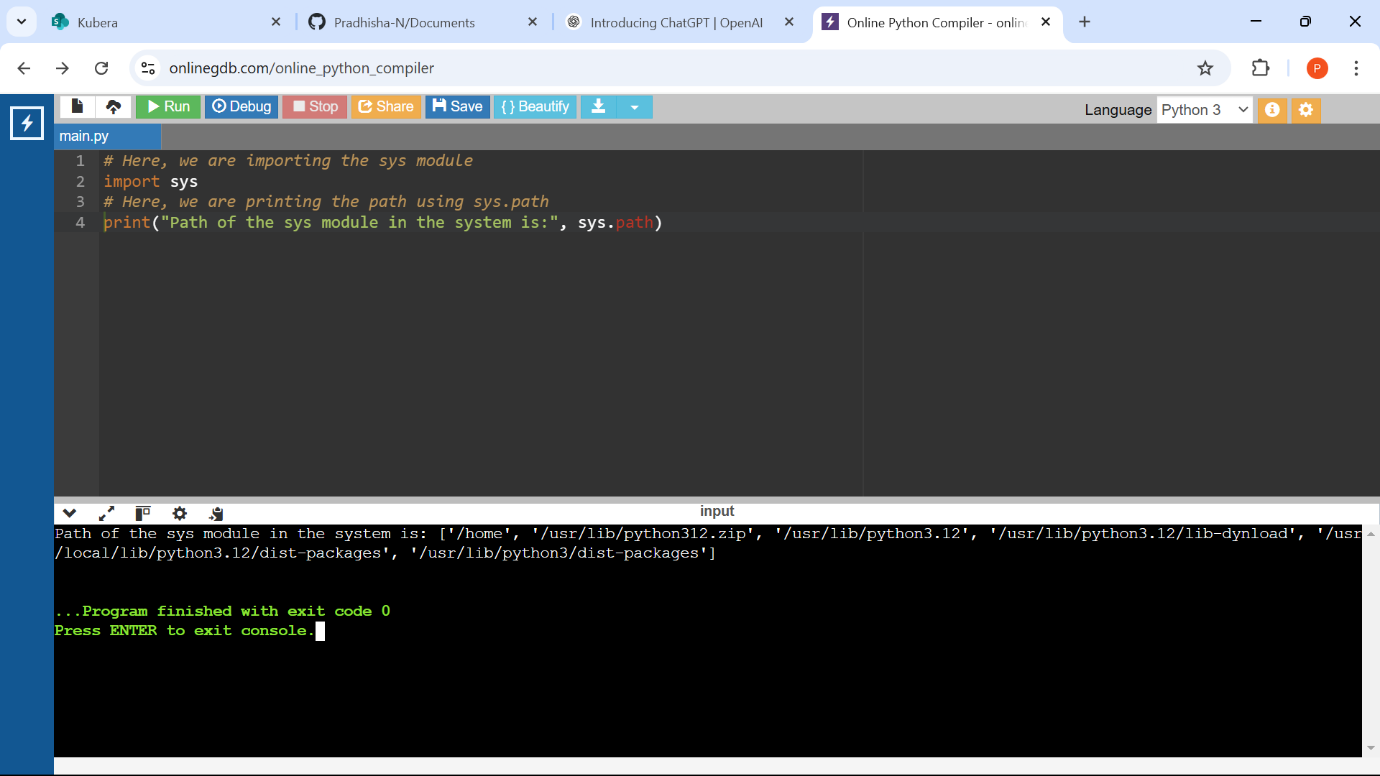 Kubera
Pradhisha-N/Documents
Introducing ChatGPT | OpenAI
Online Python Compiler - onlin
onlinegdb.com/online_python_compiler
P
Run Debug Stop Share Save { } Beautify
Language Python 3
main.py
1 # Here, we are importing the sys module
2 import sys
3 # Here, we are printing the path using sys.path
4 print("Path of the sys module in the system is:", sys.path)
input
Path of the sys module in the system is: ['/home', '/usr/lib/python312.zip', '/usr/lib/python3.12', '/usr/lib/python3.12/lib-dynload', '/usr
/local/lib/python3.12/dist-packages', '/usr/lib/python3/dist-packages']
...Program finished with exit code 0
Press ENTER to exit console.